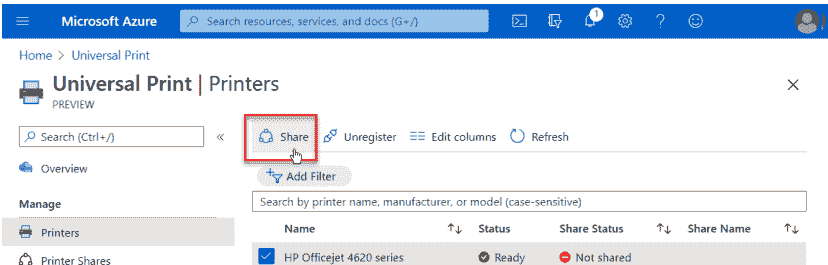 Microsoft Azure
Search resources, services, and docs (G+/)
1
Home > Universal Print
Universal Print | Printers
PREVIEW
Search (Ctrl+/)
«
Share
Unregister
Edit columns
Refresh
Overview
Add Filter
Search by printer name, manufacturer, or model (case-sensitive)
Manage
Name ↑↓ Status Share Status ↑↓ Share Name ↑↓
Printers
HP Officejet 4620 series Ready Not shared
Printer Shares